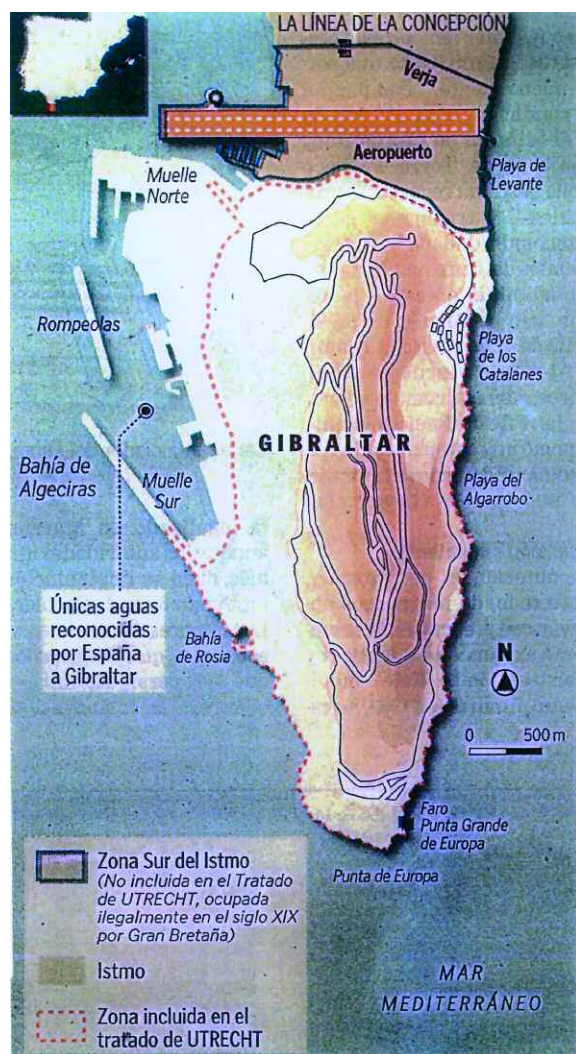 LA LÍNEA DE LA CONCEPCIÓN
Verja
Aeropuerto
Playa de
Levante
Muelle
Norte
Rompeolas
Playa
de los
Catalanes
GIBRALTAR
Bahía de
Algeciras
Muelle
Sur
Playa del
Algarrobo
Únicas aguas
reconocidas
por España
a Gibraltar
Bahía
de Rosia
N
0 500 m
Faro
Punta Grande
de Europa
Punta de Europa
Zona Sur del Istmo
(No incluida en el Tratado
de UTRECHT, ocupada
ilegalmente en el siglo XIX
por Gran Bretaña)
Istmo
Zona incluida en el
tratado de UTRECHT
MAR
MEDITERRÁNEO